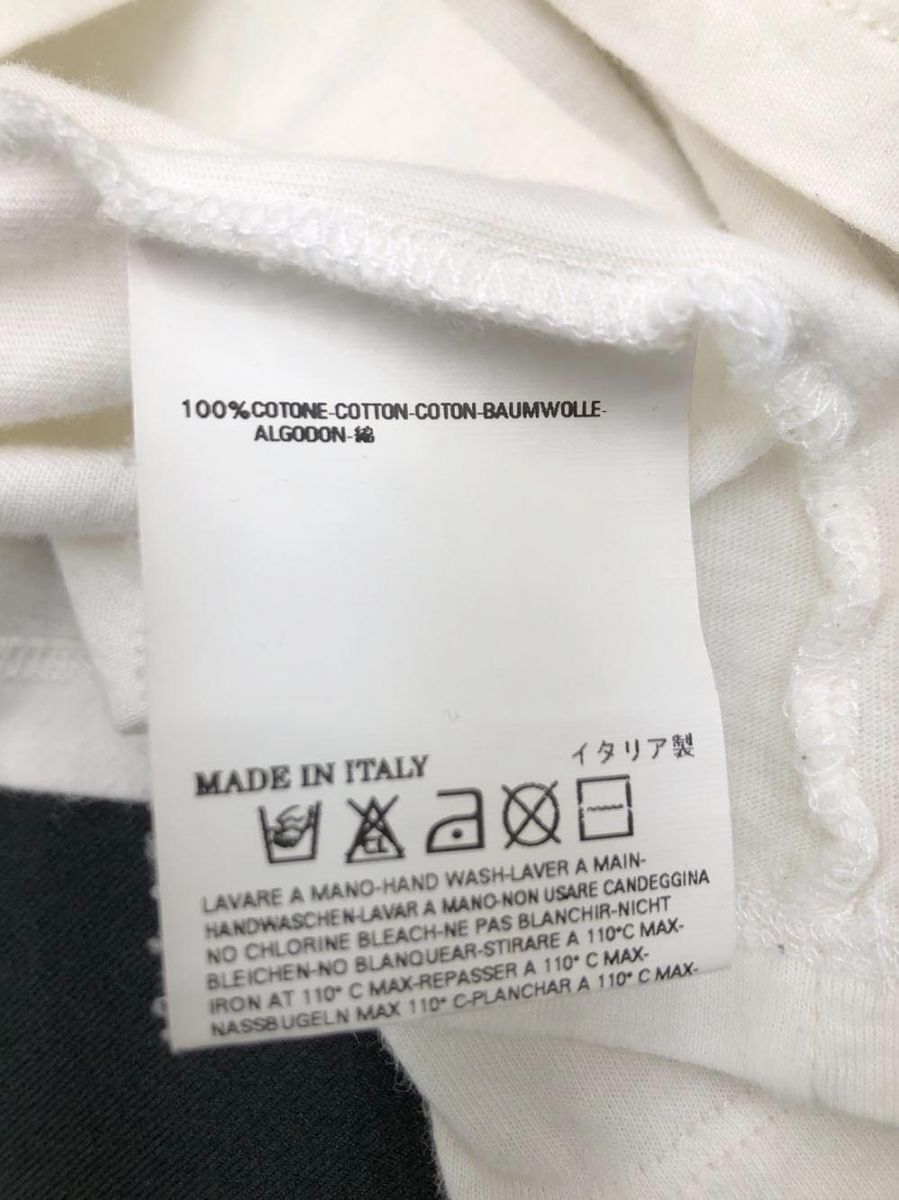 100%COTONE-COTTON-COTON-BAUMWOLLE-
ALGODON-綿
イタリア製
MADE IN ITALY
CL
LAVARE A MANO-HAND WASH-LAVER A MAIN-
HANDWASCHEN-LAVAR A MANO-NON USARE CANDEGGINA
NO CHLORINE BLEACH-NE PAS BLANCHIR-NICHT
BLEICHEN-NO BLANQUEAR-STIRARE A 110°C MAX-
IRON AT 110° C MAX-REPASSER A 110° C MAX-
NASSBUGELN MAX 110° C-PLANCHAR A 110° C MAX-